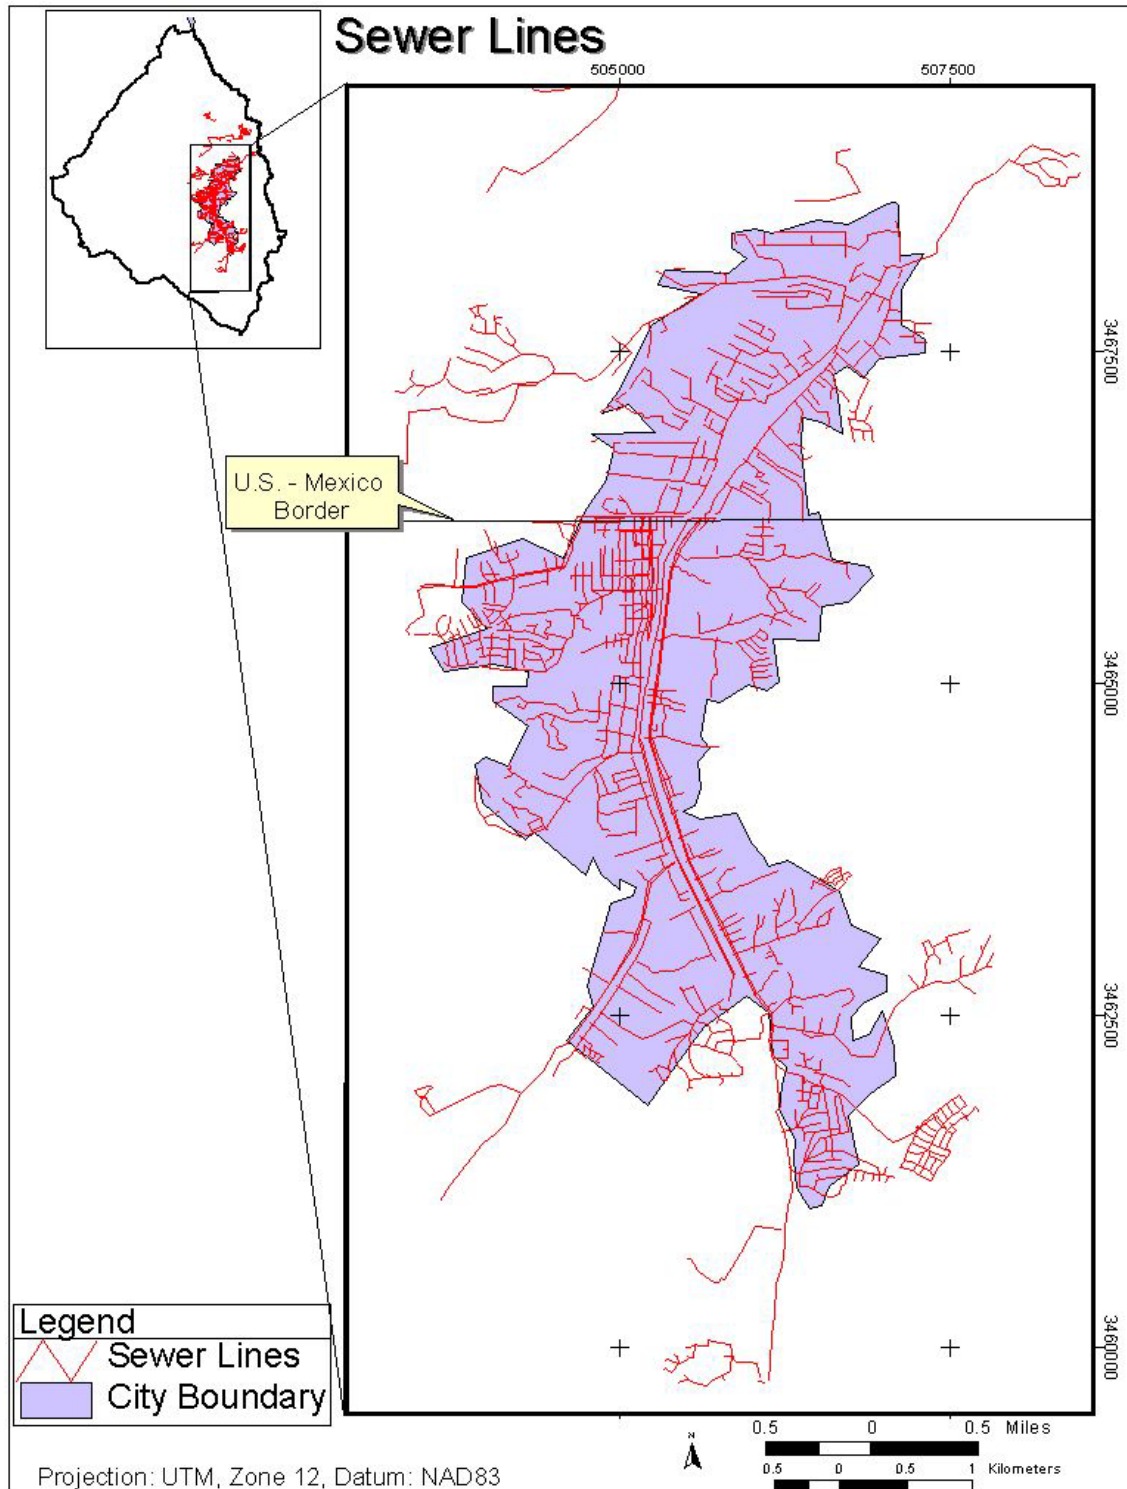 Sewer Lines
505000 507500
3467500
U.S. - Mexico
Border
3465000
3462500
3460000
Legend
Sewer Lines
City Boundary
N
0.5 0 0.5 Miles
0.5 0 0.5 1 Kilometers
Projection: UTM, Zone 12, Datum: NAD83